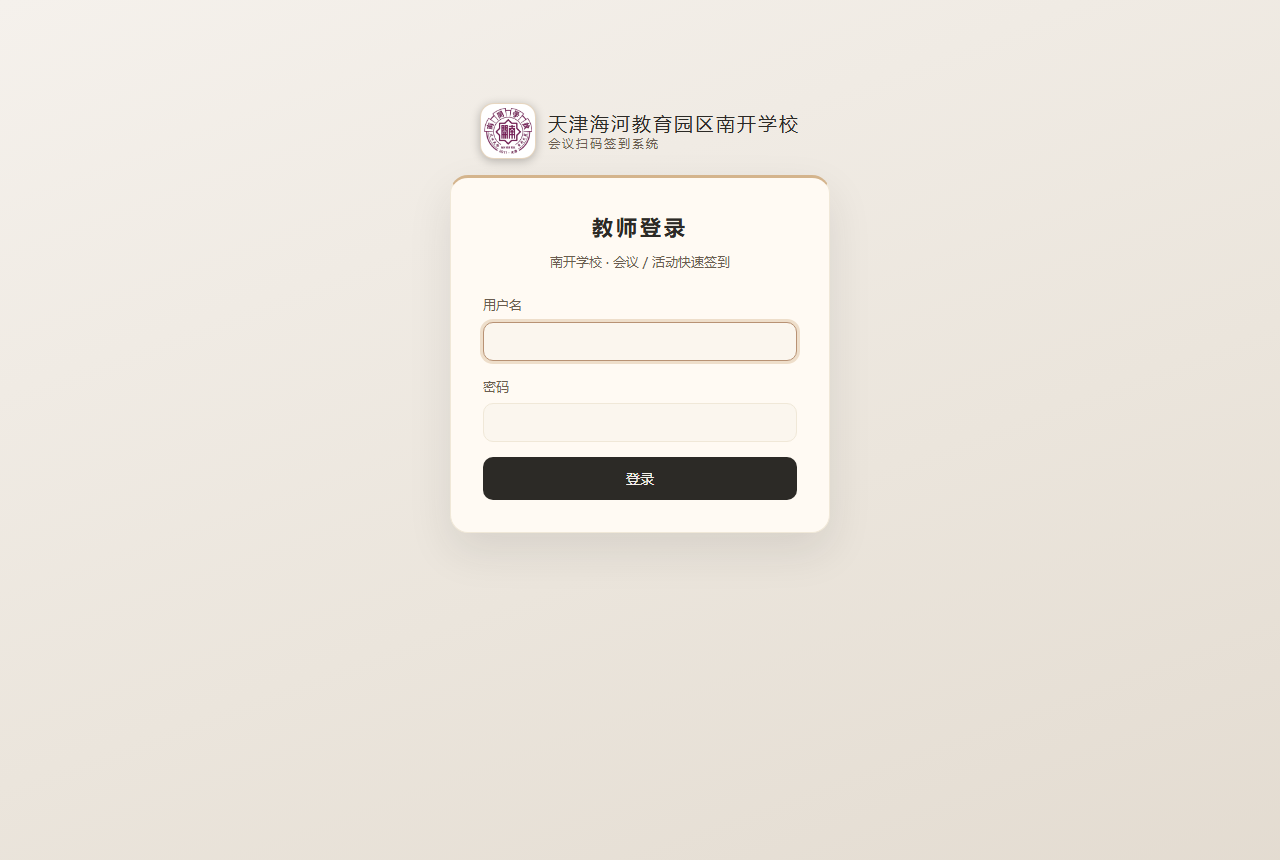 天津海河教育园区南开学校
会议扫码签到系统
教师登录
南开学校 · 会议 / 活动快速签到
用户名
密码
登录